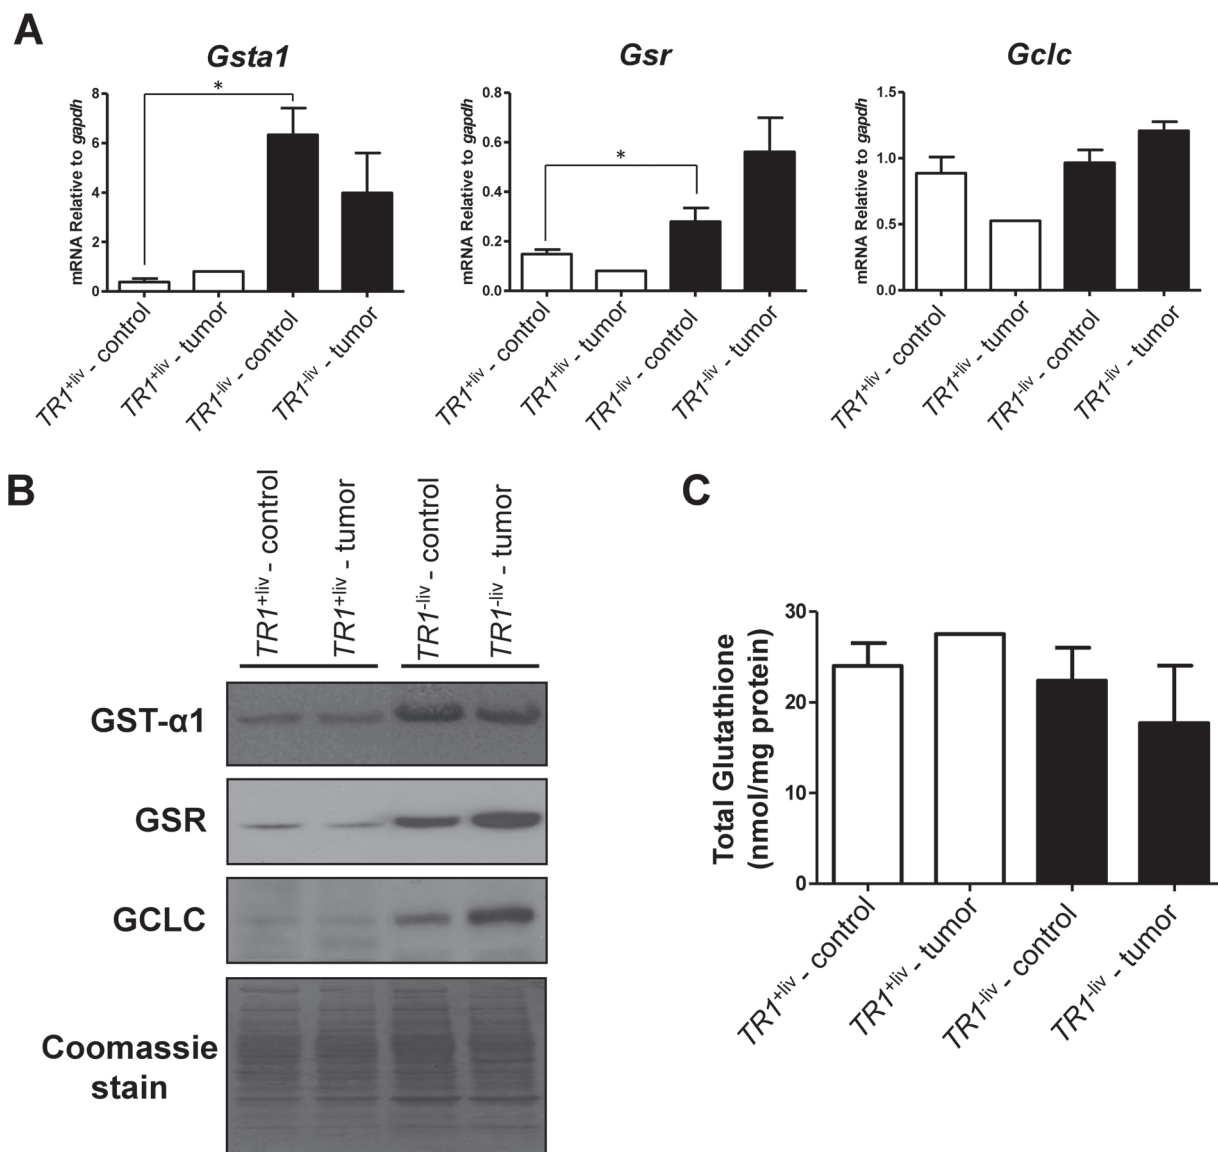 A
Gsta1
Gsr
Gclc
mRNA Relative to gapdh
8
6
4
2
0
*
TR1+liv - control
TR1+liv - tumor
TR1-liv - control
TR1-liv - tumor
mRNA Relative to gapdh
0.8
0.6
0.4
0.2
0.0
*
TR1+liv - control
TR1+liv - tumor
TR1-liv - control
TR1-liv - tumor
mRNA Relative to gapdh
1.5
1.0
0.5
0.0
TR1+liv - control
TR1+liv - tumor
TR1-liv - control
TR1-liv - tumor
B
TR1+liv - control
TR1+liv - tumor
TR1-liv - control
TR1-liv - tumor
GST-α1
GSR
GCLC
Coomassie
stain
C
Total Glutathione
(nmol/mg protein)
30
20
10
0
TR1+liv - control
TR1+liv - tumor
TR1-liv - control
TR1-liv - tumor